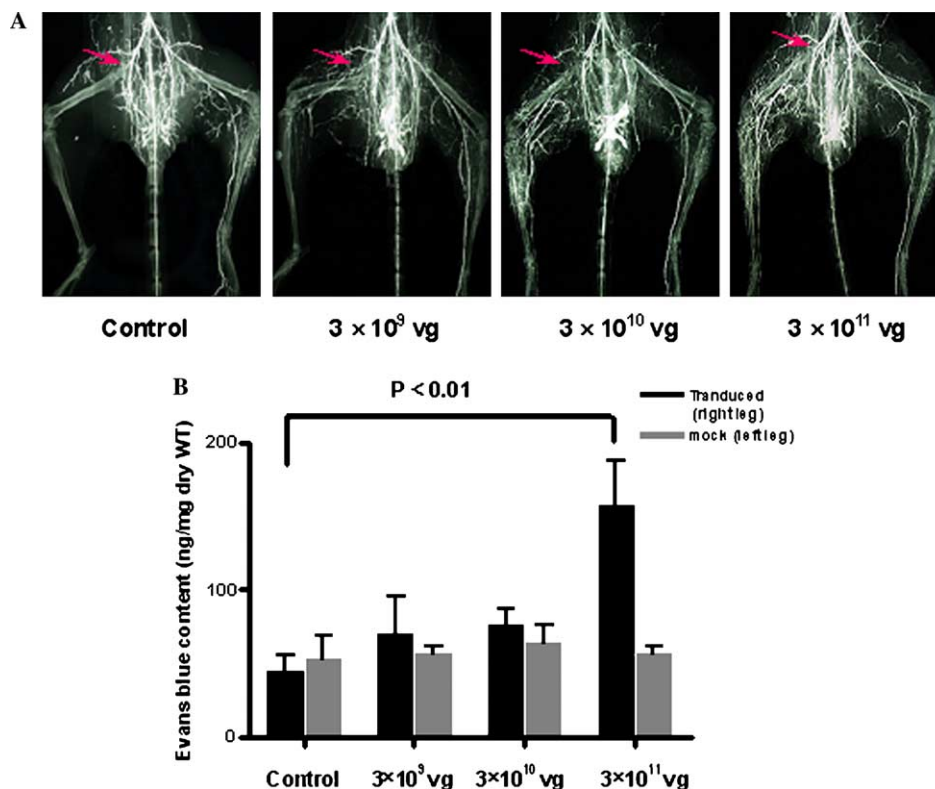 A
Control
3 × 10⁹ vg
3 × 10¹⁰ vg
3 × 10¹¹ vg
B
P < 0.01
Tranduced
(right leg)
mock (left leg)
Evans blue content (ng/mg dry WT)
200
100
0
Control
3×10⁹ vg
3×10¹⁰ vg
3×10¹¹ vg